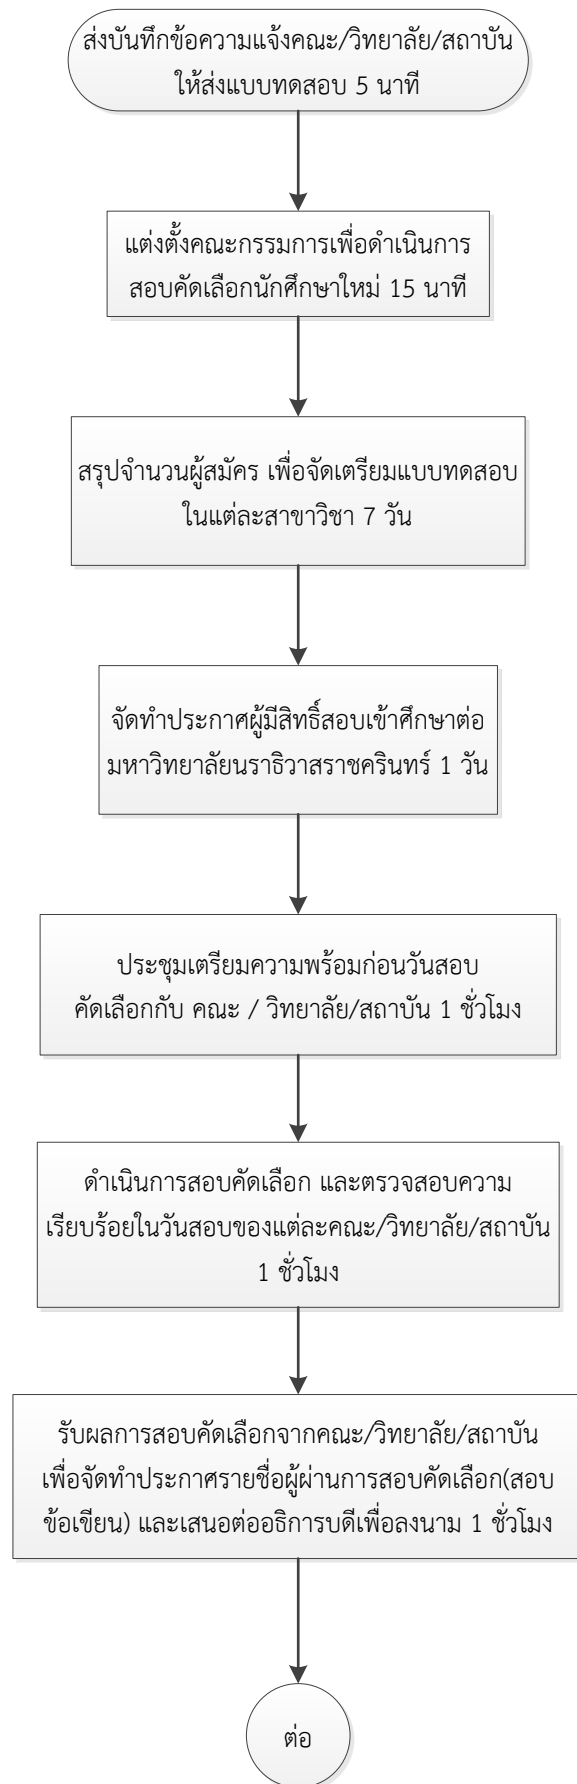 ส่งบันทึกข้อความแจ้งคณะ/วิทยาลัย/สถาบัน
ให้ส่งแบบทดสอบ 5 นาที
แต่งตั้งคณะกรรมการเพื่อดำเนินการ
สอบคัดเลือกนักศึกษาใหม่ 15 นาที
สรุปจำนวนผู้สมัคร เพื่อจัดเตรียมแบบทดสอบ
ในแต่ละสาขาวิชา 7 วัน
จัดทำประกาศผู้มีสิทธิ์สอบเข้าศึกษาต่อ
มหาวิทยาลัยนราธิวาสราชครินทร์ 1 วัน
ประชุมเตรียมความพร้อมก่อนวันสอบ
คัดเลือกกับ คณะ / วิทยาลัย/สถาบัน 1 ชั่วโมง
ดำเนินการสอบคัดเลือก และตรวจสอบความ
เรียบร้อยในวันสอบของแต่ละคณะ/วิทยาลัย/สถาบัน
1 ชั่วโมง
รับผลการสอบคัดเลือกจากคณะ/วิทยาลัย/สถาบัน
เพื่อจัดทำประกาศรายชื่อผู้ผ่านการสอบคัดเลือก(สอบ
ข้อเขียน) และเสนอต่ออธิการบดีเพื่อลงนาม 1 ชั่วโมง
ต่อ